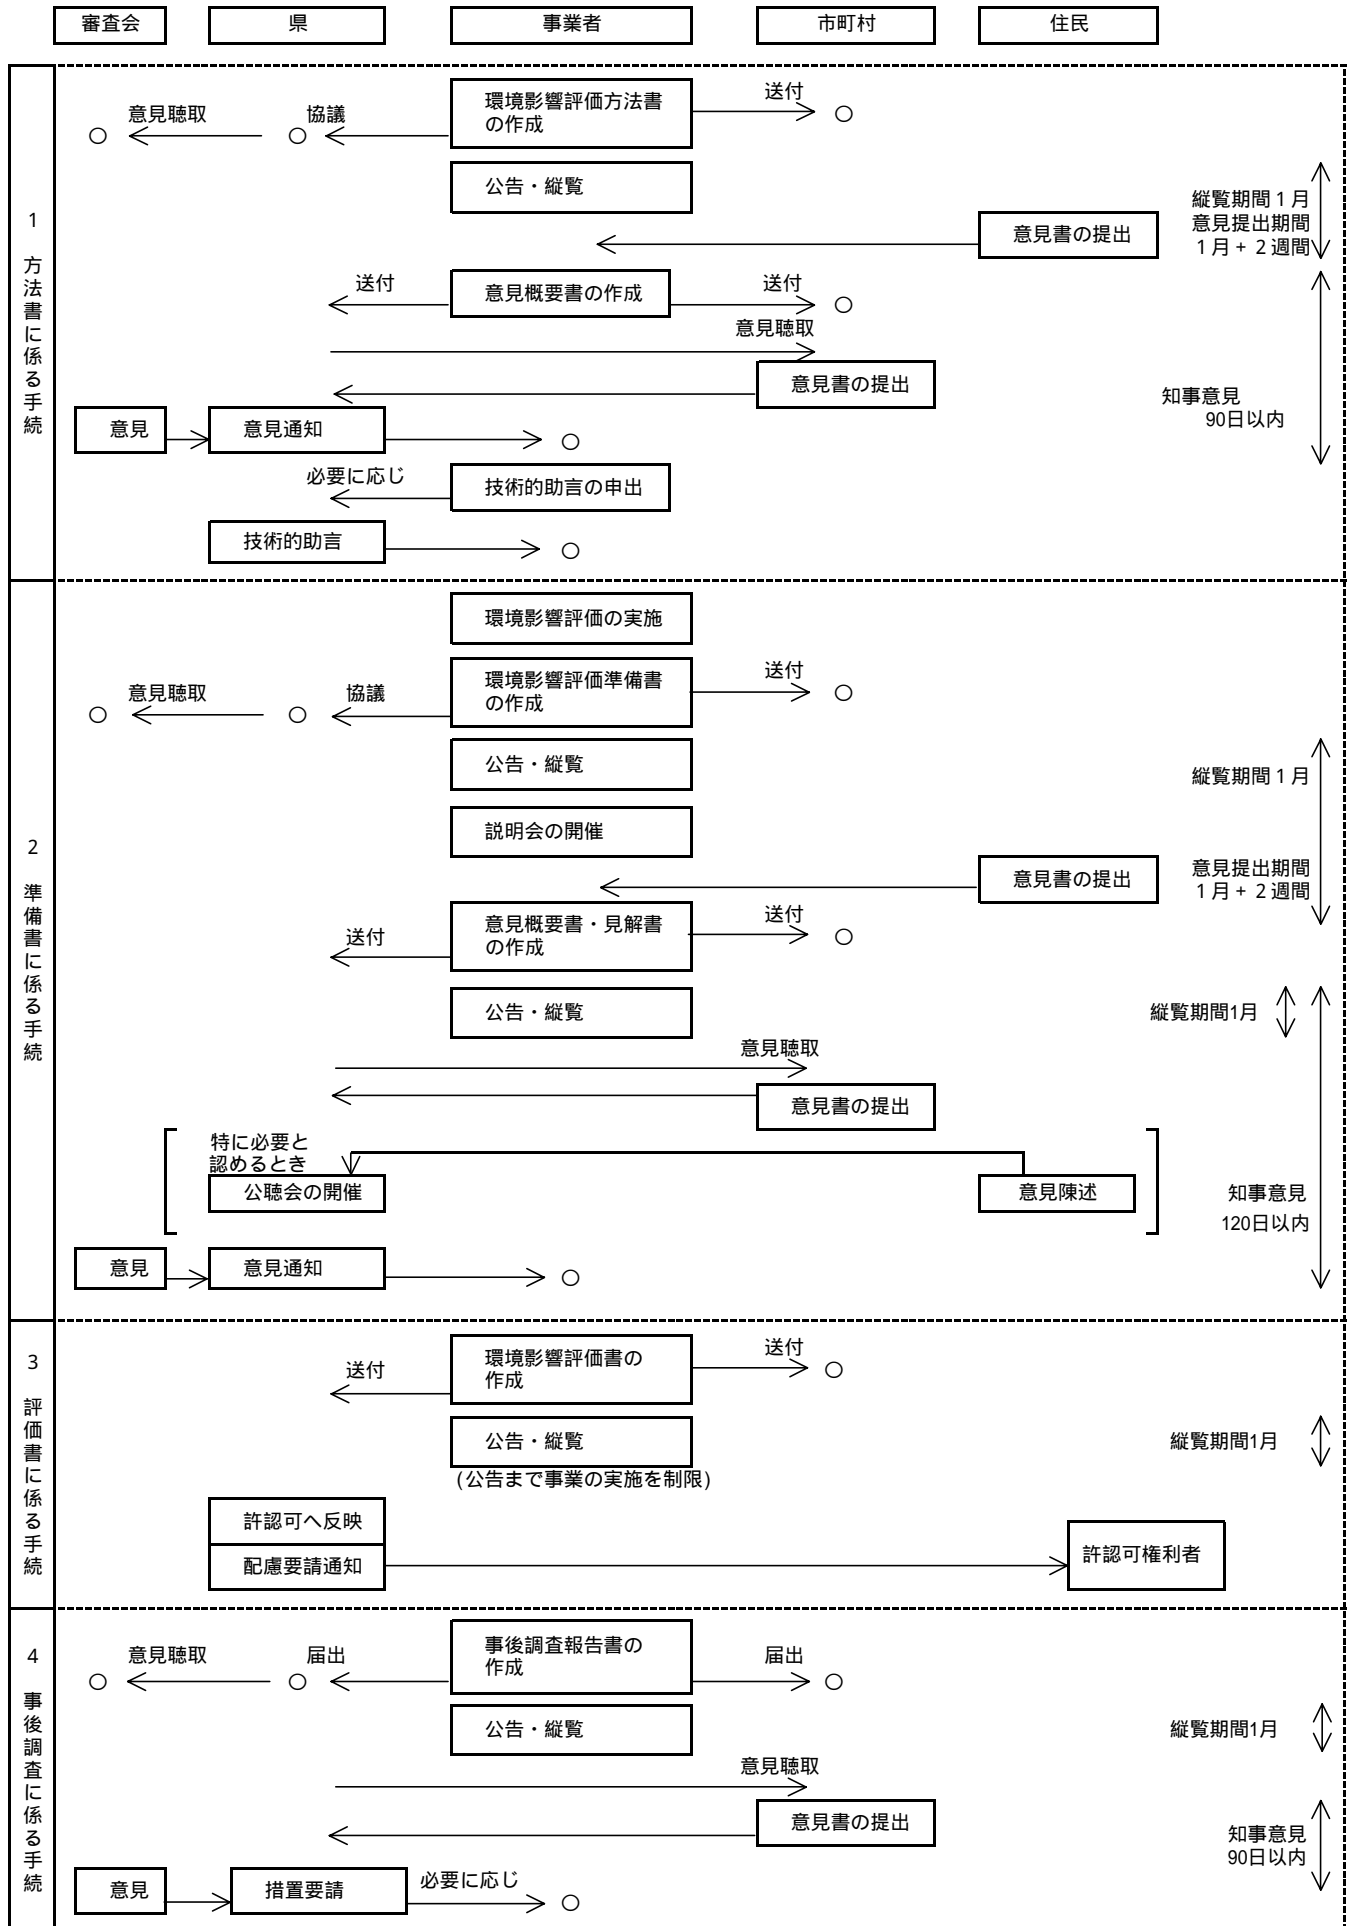 審査会
県
事業者
市町村
住民
1 方法書に係る手続
環境影響評価方法書
の作成
送付
協議
意見聴取
公告・縦覧
縦覧期間1月
意見提出期間
1月+2週間
意見書の提出
意見概要書の作成
送付
送付
意見聴取
意見書の提出
知事意見
90日以内
意見
意見通知
必要に応じ
技術的助言の申出
技術的助言
2 準備書に係る手続
環境影響評価の実施
環境影響評価準備書
の作成
送付
協議
意見聴取
公告・縦覧
縦覧期間1月
説明会の開催
意見書の提出
意見提出期間
1月+2週間
意見概要書・見解書
の作成
送付
送付
公告・縦覧
縦覧期間1月
意見聴取
意見書の提出
特に必要と
認めるとき
公聴会の開催
意見陳述
知事意見
120日以内
意見
意見通知
3 評価書に係る手続
環境影響評価書の
作成
送付
送付
公告・縦覧
縦覧期間1月
(公告まで事業の実施を制限)
許認可へ反映
配慮要請通知
許認可権利者
4 事後調査に係る手続
事後調査報告書の
作成
届出
届出
意見聴取
公告・縦覧
縦覧期間1月
意見聴取
意見書の提出
知事意見
90日以内
意見
措置要請
必要に応じ